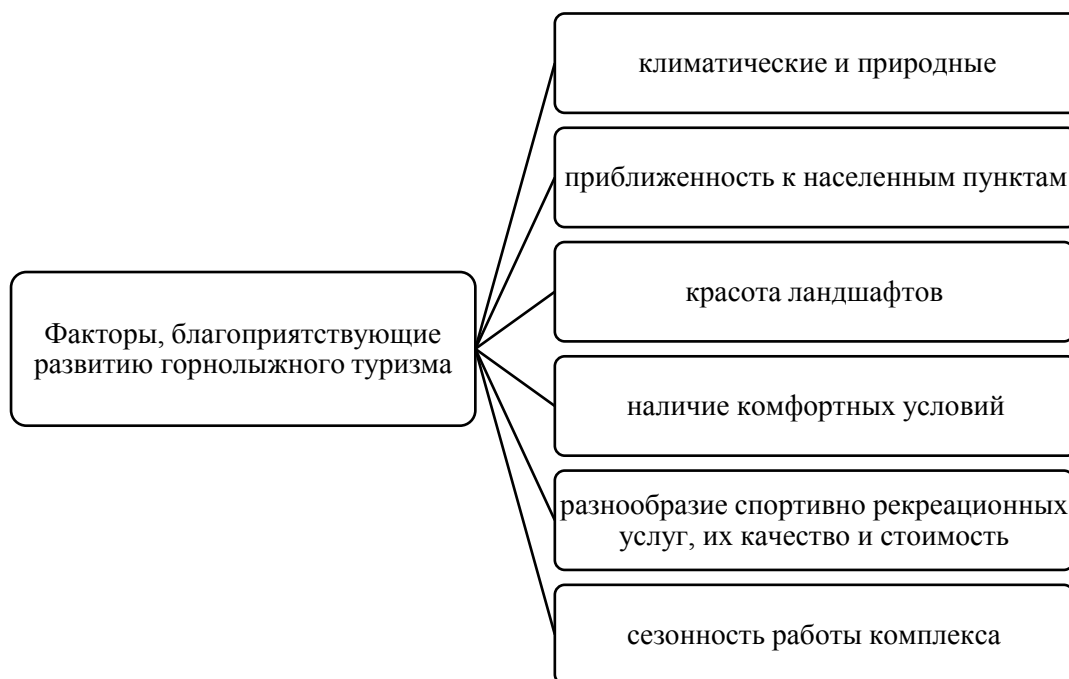 климатические и природные
приближенность к населенным пунктам
красота ландшафтов
Факторы, благоприятствующие
развитию горнолыжного туризма
наличие комфортных условий
разнообразие спортивно рекреационных
услуг, их качество и стоимость
сезонность работы комплекса